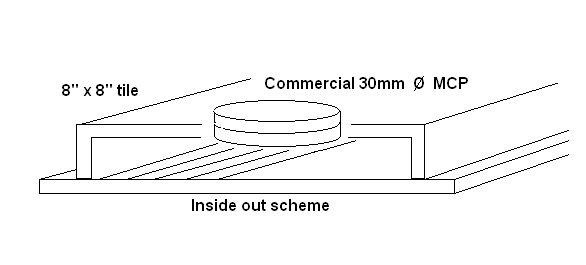 Commercial 30mm Ø MCP
8" x 8" tile
Inside out scheme